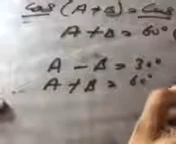 Cos (A+B) = Cos
A+B = 60°
A - B = 30°
A+B = 60°